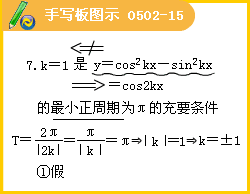 手写板图示 0502-15
7.k=1是 y=cos²kx-sin²kx
=cos2kx
的最小正周期为π的充要条件
T=2π/|2k|=π/|k|=π⇒|k|=1⇒k=±1
①假